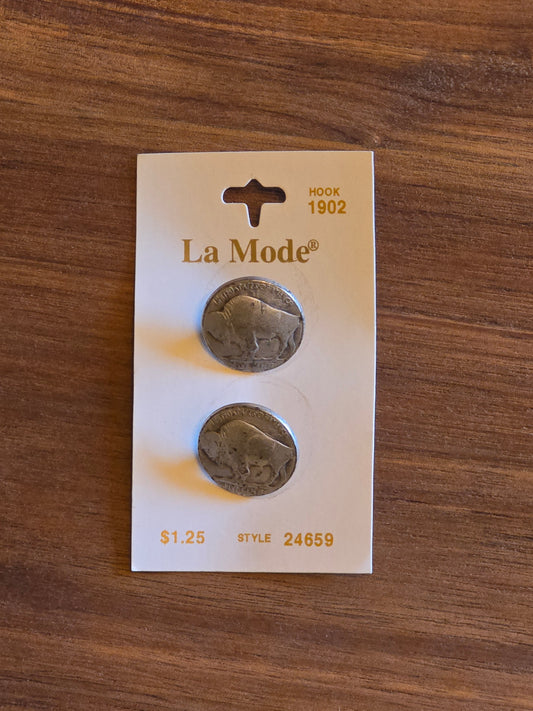 HOOK
1902
La Mode®
$1.25 STYLE 24659